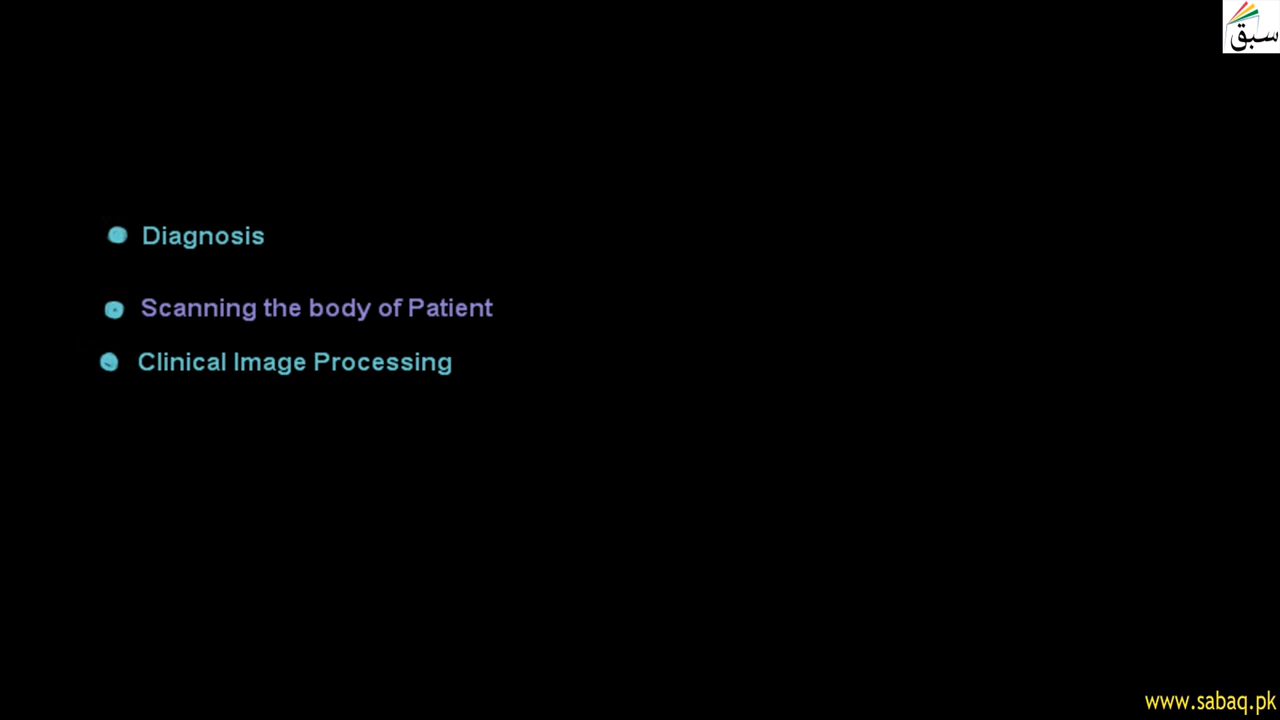 سبق
Diagnosis
Scanning the body of Patient
Clinical Image Processing
www.sabaq.pk